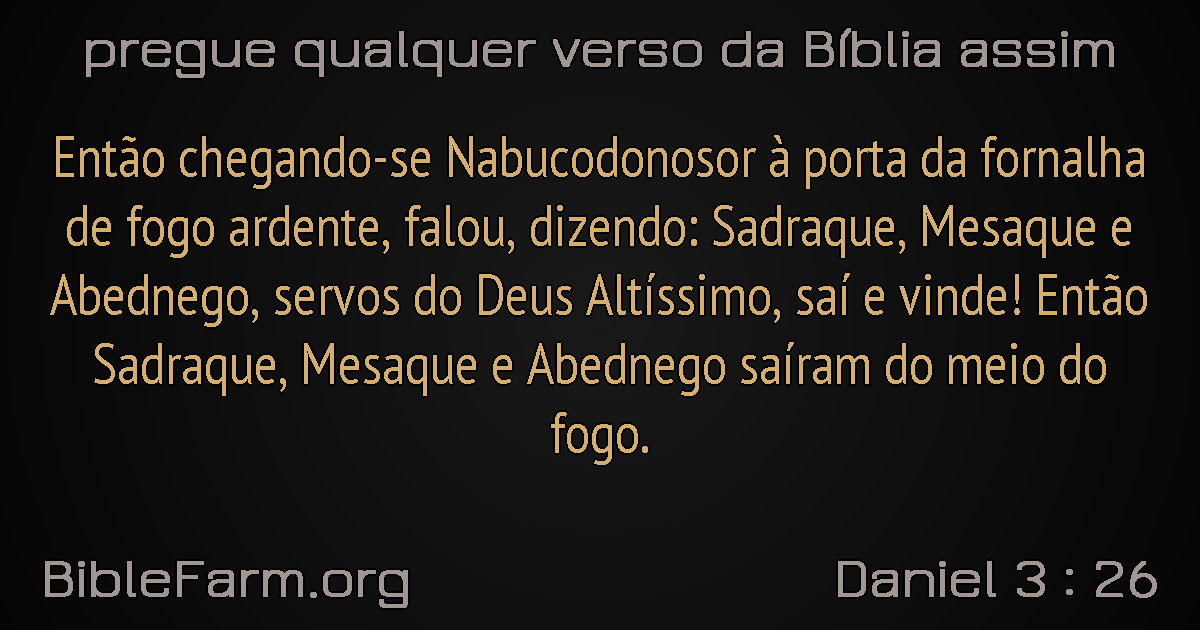 pregue qualquer verso da Bíblia assim
Então chegando-se Nabucodonosor à porta da fornalha
de fogo ardente, falou, dizendo: Sadraque, Mesaque e
Abednego, servos do Deus Altíssimo, saí e vinde! Então
Sadraque, Mesaque e Abednego saíram do meio do
fogo.
BibleFarm.org
Daniel 3 : 26